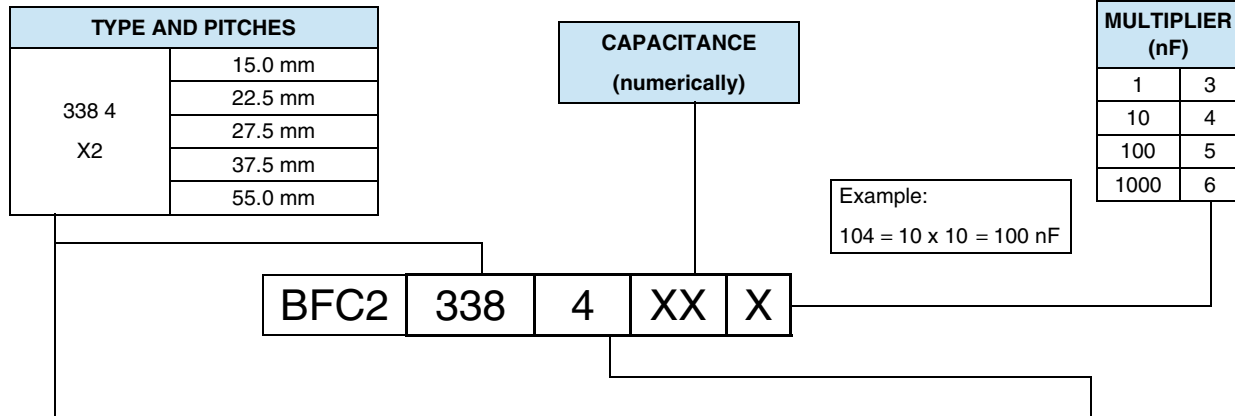 TYPE AND PITCHES
338 4
X2
15.0 mm
22.5 mm
27.5 mm
37.5 mm
55.0 mm
CAPACITANCE
(numerically)
MULTIPLIER
(nF)
1 3
10 4
100 5
1000 6
Example:
104 = 10 x 10 = 100 nF
BFC2 338 4 XX X